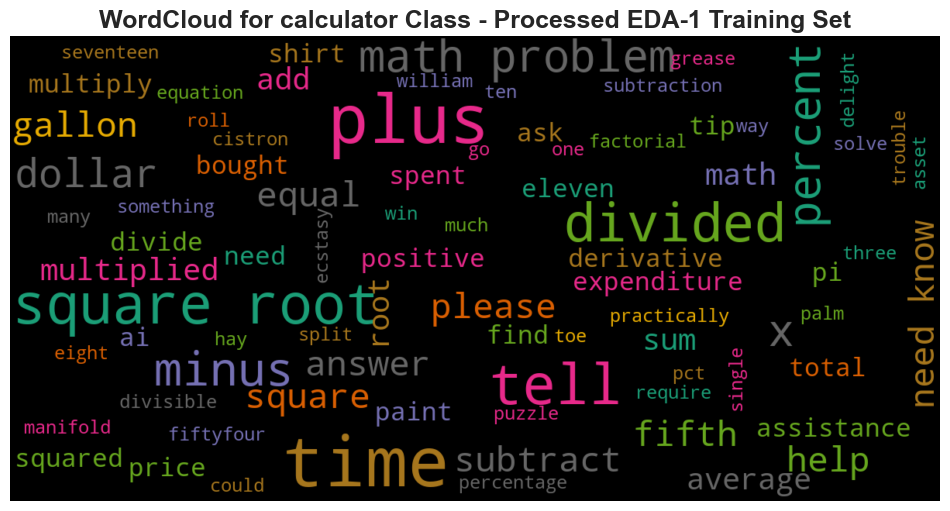 WordCloud for calculator Class - Processed EDA-1 Training Set
seventeen
shirt
math problem
grease
percent
delight
multiply
equation
add
william
ten
subtraction
gallon
roll
cistron
plus
go
ask
one
factorial
tip
way
solve
trouble
asset
dollar
bought
equal
spent
eleven
math
many
something
ecstasy
win
much
divided
divide
need
positive
derivative
three
need know
multiplied
expenditure
pi
square root
root
please
practically
palm
x
eight
ai
hay
split
find
toe
sum
minus
answer
tell
pct
single
total
divisible
square
paint
puzzle
require
manifold
fiftyfour
fifth
assistance
squared
price
could
time
subtract
percentage
average
help